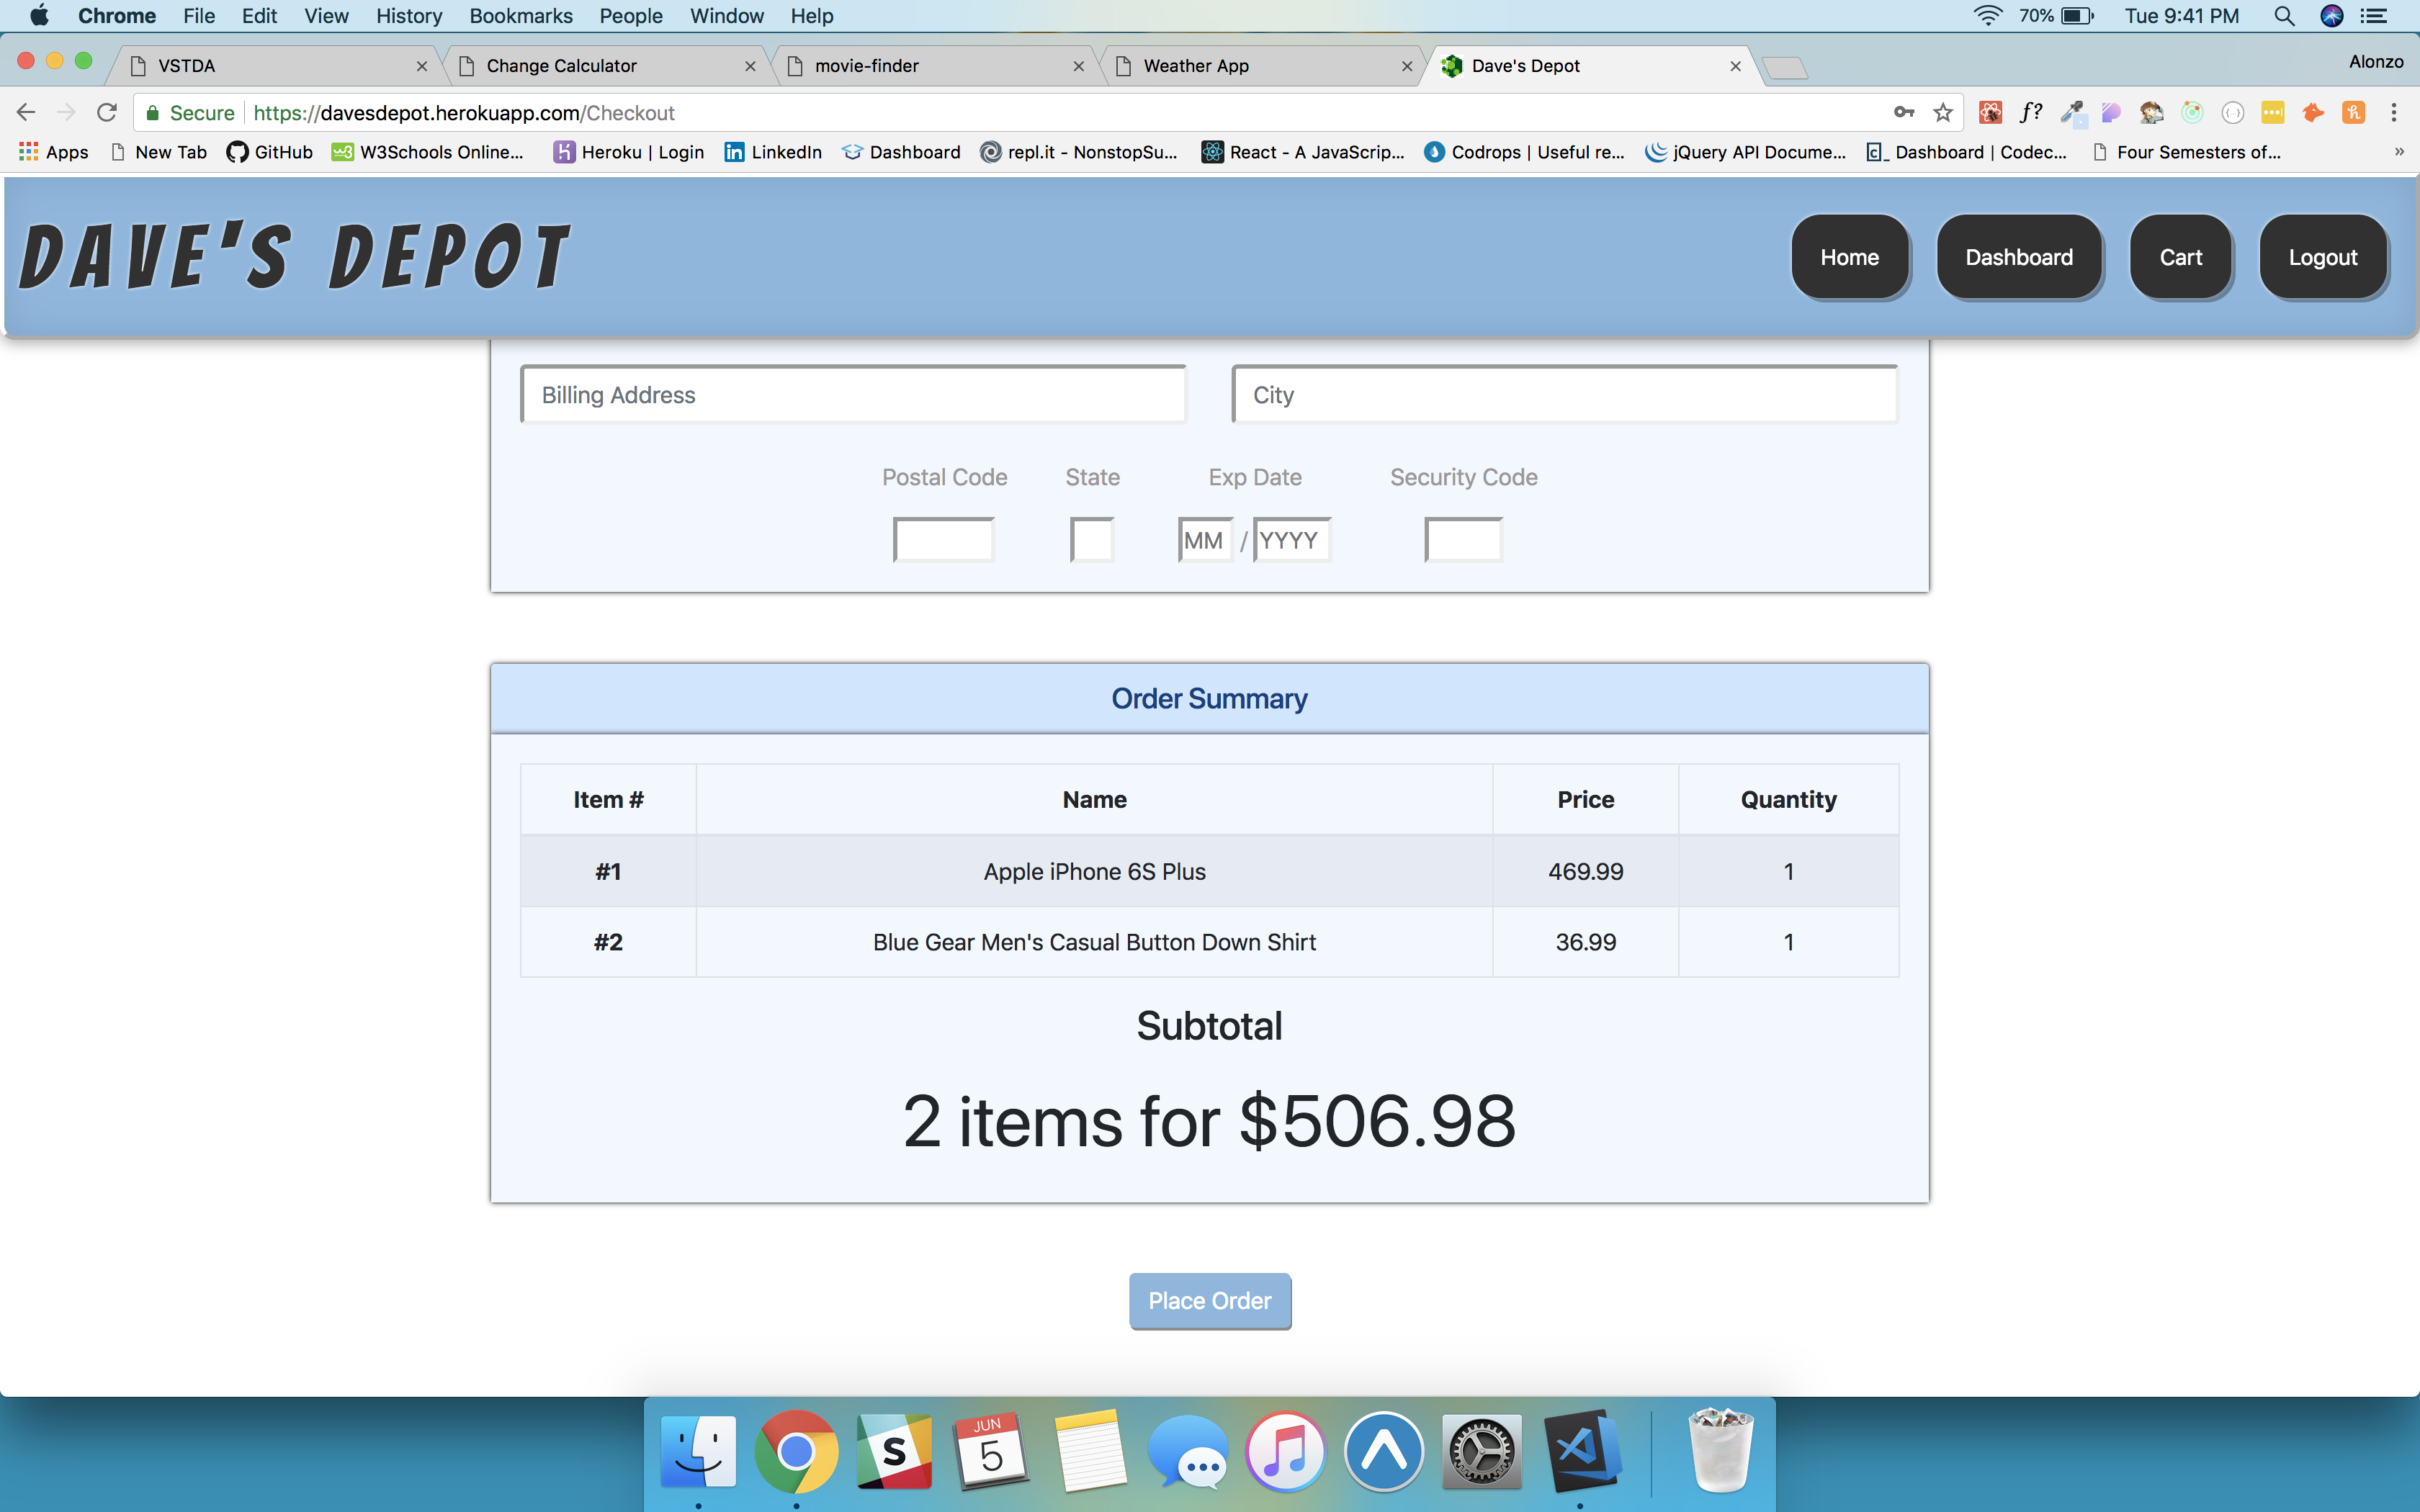 Chrome File Edit View History Bookmarks People Window Help 70% Tue 9:41 PM
VSTDA Change Calculator movie-finder Weather App Dave's Depot Alonzo
Secure https://davesdepot.herokuapp.com/Checkout f?
Apps New Tab GitHub W3Schools Online... Heroku | Login LinkedIn Dashboard repl.it - NonstopSu... React - A JavaScrip... Codrops | Useful re... jQuery API Docume... Dashboard | Codec... Four Semesters of... »
DAVE'S DEPOT Home Dashboard Cart Logout
Billing Address City
Postal Code State Exp Date Security Code
MM / YYYY
Order Summary
Item # Name Price Quantity
#1 Apple iPhone 6S Plus 469.99 1
#2 Blue Gear Men's Casual Button Down Shirt 36.99 1
Subtotal
2 items for $506.98
Place Order
JUN
5
S